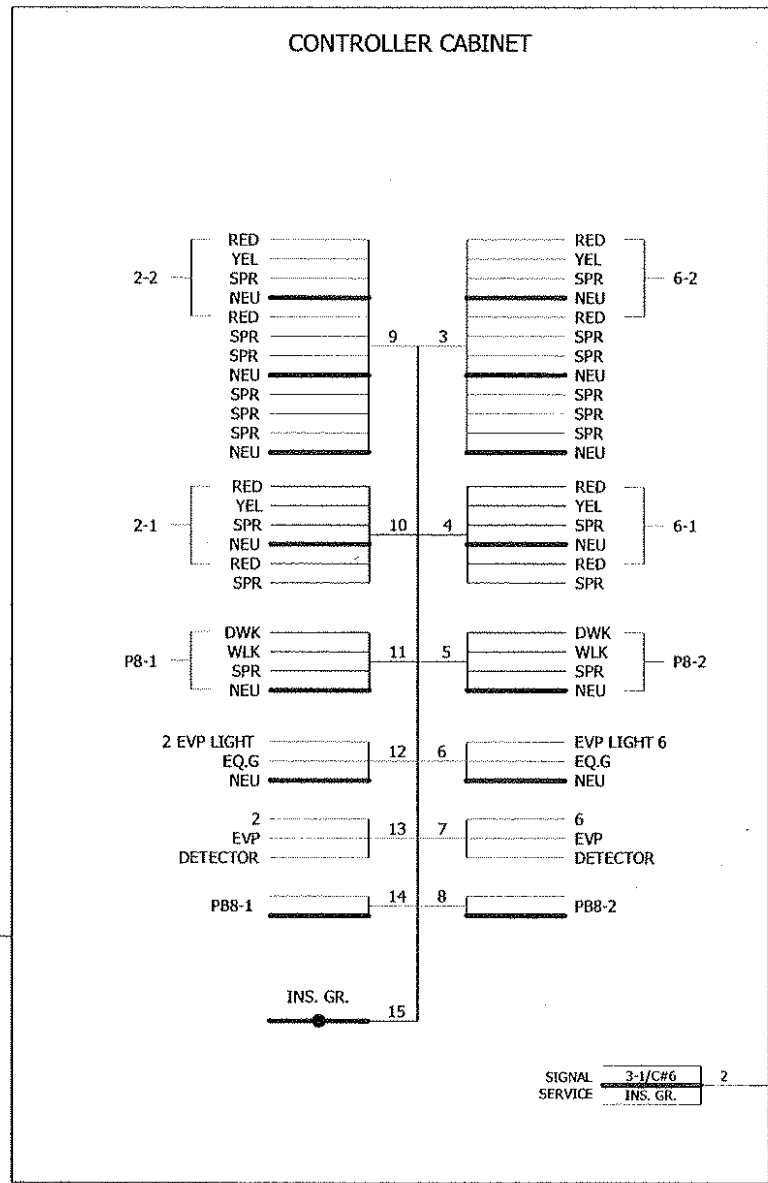 CONTROLLER CABINET
2-2
RED
YEL
SPR
NEU
RED
SPR
SPR
NEU
SPR
SPR
SPR
NEU
9
3
RED
YEL
SPR
NEU
RED
SPR
SPR
NEU
SPR
SPR
SPR
NEU
6-2
2-1
RED
YEL
SPR
NEU
RED
SPR
10
4
RED
YEL
SPR
NEU
RED
SPR
6-1
P8-1
DWK
WLK
SPR
NEU
11
5
DWK
WLK
SPR
NEU
P8-2
2 EVP LIGHT
EQ.G
NEU
12
6
EVP LIGHT 6
EQ.G
NEU
2
EVP
DETECTOR
13
7
6
EVP
DETECTOR
PB8-1
14
8
PB8-2
INS. GR.
15
SIGNAL
SERVICE
3-1/C#6
INS. GR.
2